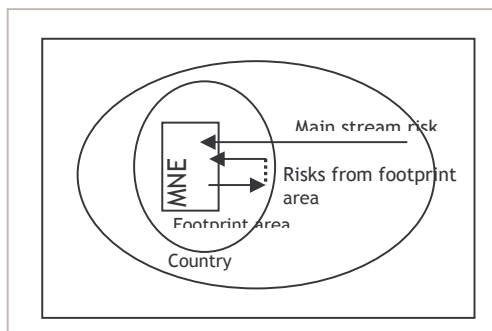 Main stream risk
MNE
Risks from footprint
area
Footprint area
Country